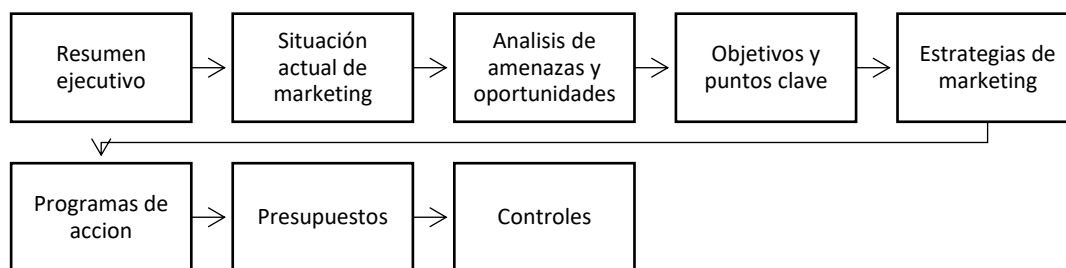 Resumen
ejecutivo
Situación
actual de
marketing
Analisis de
amenazas y
oportunidades
Objetivos y
puntos clave
Estrategias de
marketing
Programas de
accion
Presupuestos
Controles